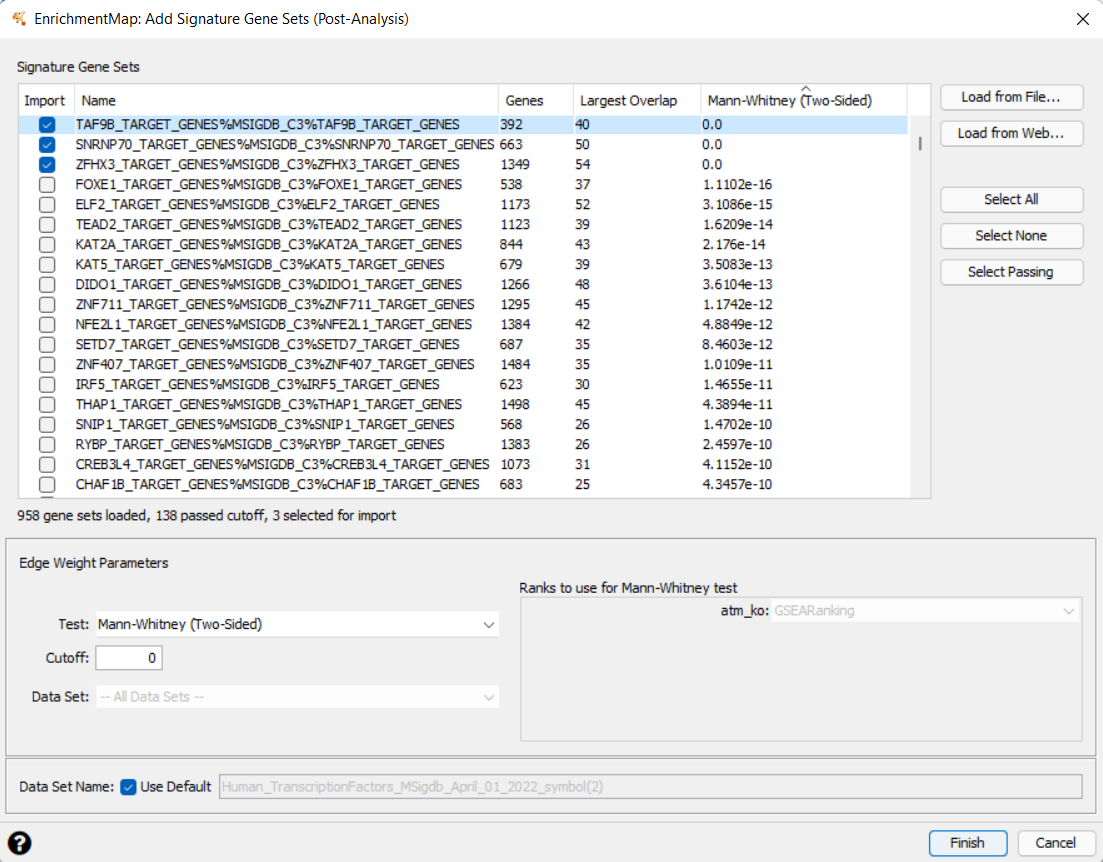 EnrichmentMap: Add Signature Gene Sets (Post-Analysis)
Signature Gene Sets
Import Name Genes Largest Overlap Mann-Whitney (Two-Sided)
TAF9B_TARGET_GENES%MSIGDB_C3%TAF9B_TARGET_GENES 392 40 0.0
SNRNP70_TARGET_GENES%MSIGDB_C3%SNRNP70_TARGET_GENES 663 50 0.0
ZFHX3_TARGET_GENES%MSIGDB_C3%ZFHX3_TARGET_GENES 1349 54 0.0
FOXE1_TARGET_GENES%MSIGDB_C3%FOXE1_TARGET_GENES 538 37 1.1102e-16
ELF2_TARGET_GENES%MSIGDB_C3%ELF2_TARGET_GENES 1173 52 3.1086e-15
TEAD2_TARGET_GENES%MSIGDB_C3%TEAD2_TARGET_GENES 1123 39 1.6209e-14
KAT2A_TARGET_GENES%MSIGDB_C3%KAT2A_TARGET_GENES 844 43 2.176e-14
KAT5_TARGET_GENES%MSIGDB_C3%KAT5_TARGET_GENES 679 39 3.5083e-13
DIDO1_TARGET_GENES%MSIGDB_C3%DIDO1_TARGET_GENES 1266 48 3.6104e-13
ZNF711_TARGET_GENES%MSIGDB_C3%ZNF711_TARGET_GENES 1295 45 1.1742e-12
NFE2L1_TARGET_GENES%MSIGDB_C3%NFE2L1_TARGET_GENES 1384 42 4.8849e-12
SETD7_TARGET_GENES%MSIGDB_C3%SETD7_TARGET_GENES 687 35 8.4603e-12
ZNF407_TARGET_GENES%MSIGDB_C3%ZNF407_TARGET_GENES 1484 35 1.0109e-11
IRF5_TARGET_GENES%MSIGDB_C3%IRF5_TARGET_GENES 623 30 1.4655e-11
THAP1_TARGET_GENES%MSIGDB_C3%THAP1_TARGET_GENES 1498 45 4.3894e-11
SNIP1_TARGET_GENES%MSIGDB_C3%SNIP1_TARGET_GENES 568 26 1.4702e-10
RYBP_TARGET_GENES%MSIGDB_C3%RYBP_TARGET_GENES 1383 26 2.4597e-10
CREB3L4_TARGET_GENES%MSIGDB_C3%CREB3L4_TARGET_GENES 1073 31 4.1152e-10
CHAF1B_TARGET_GENES%MSIGDB_C3%CHAF1B_TARGET_GENES 683 25 4.3457e-10
Load from File...
Load from Web...
Select All
Select None
Select Passing
958 gene sets loaded, 138 passed cutoff, 3 selected for import
Edge Weight Parameters
Test: Mann-Whitney (Two-Sided)
Cutoff: 0
Data Set: -- All Data Sets --
Ranks to use for Mann-Whitney test
atm_ko: GSEARanking
Data Set Name: Use Default Human_TranscriptionFactors_MSigdb_April_01_2022_symbol(2)
?
Finish Cancel